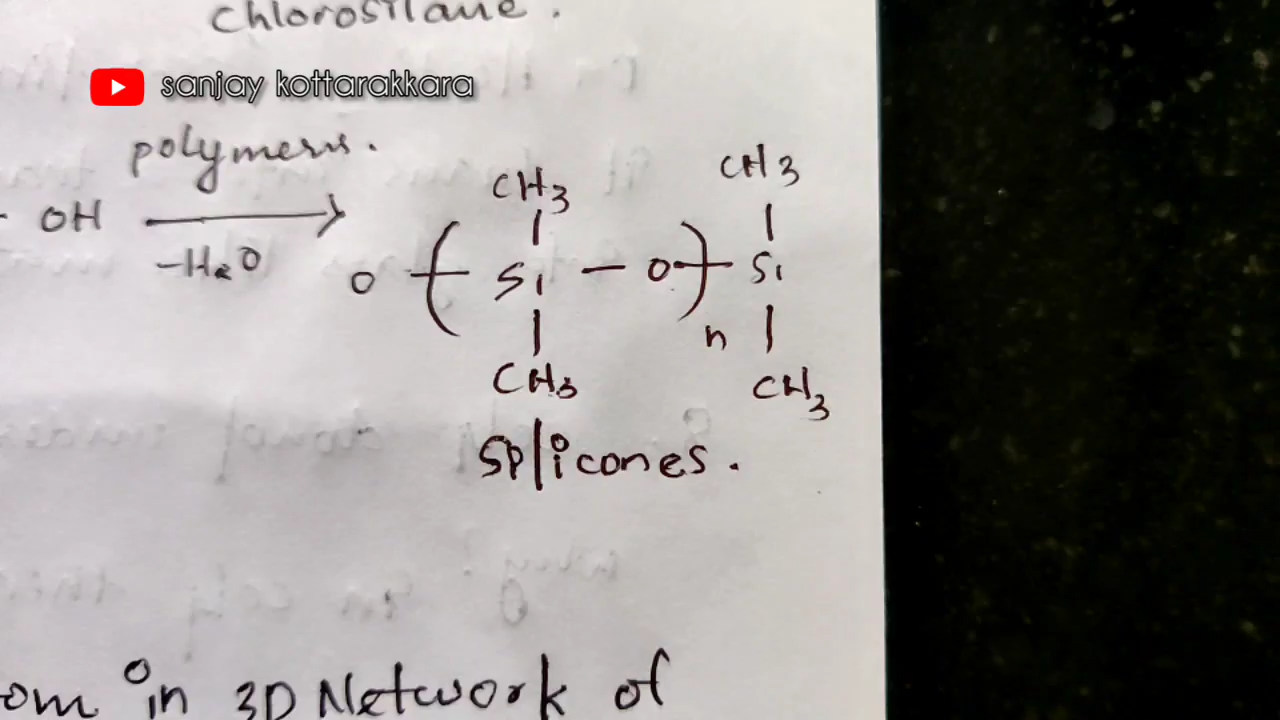 chlorosilane.
sanjay kottarakkara
polymers.
CH3 CH3
OH
-H2O
O ( Si - O ) n Si
CH3 CH3
Silicones.
om in 3D Network of